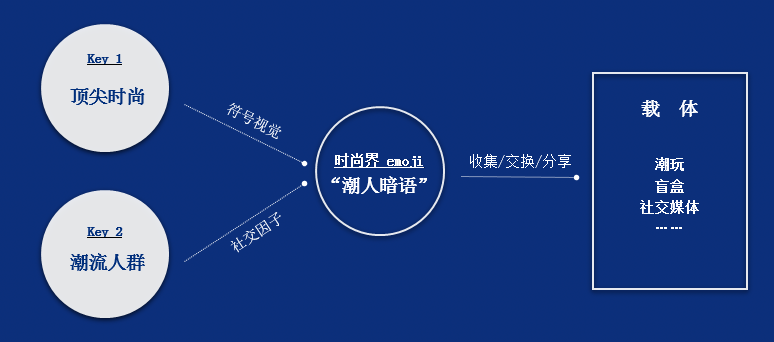 Key 1
顶尖时尚
符号视觉
Key 2
潮流人群
社交因子
时尚界 emoji
“潮人暗语”
收集/交换/分享
载 体
潮玩
盲盒
社交媒体
……